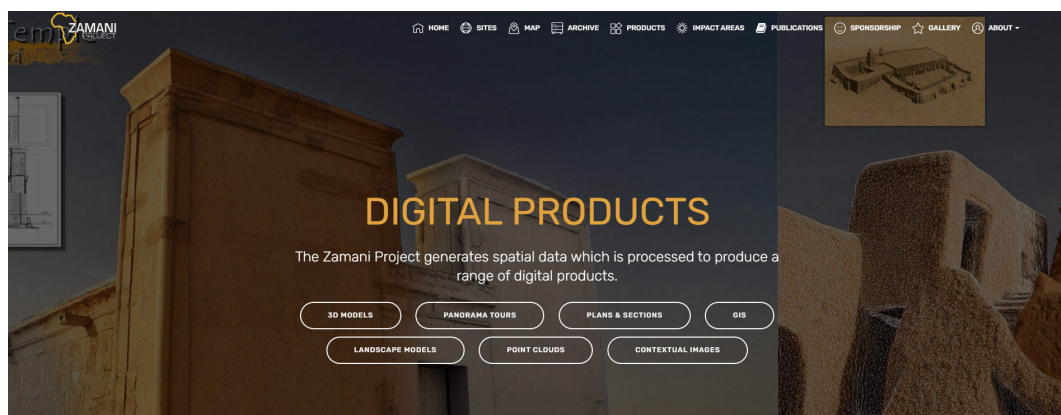 ZAMANI
PROJECT
HOME SITES MAP ARCHIVE PRODUCTS IMPACT AREAS PUBLICATIONS SPONSORSHIP GALLERY ABOUT
Temple
DIGITAL PRODUCTS
The Zamani Project generates spatial data which is processed to produce a
range of digital products.
3D MODELS PANORAMA TOURS PLANS & SECTIONS GIS
LANDSCAPE MODELS POINT CLOUDS CONTEXTUAL IMAGES